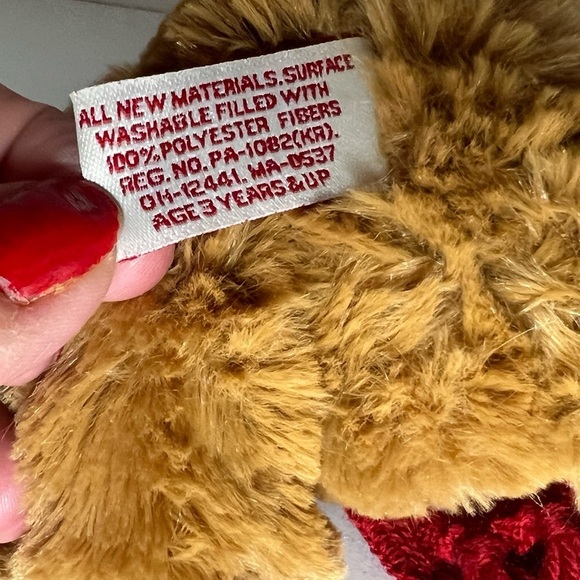 ALL NEW MATERIALS.SURFACE
WASHABLE FILLED WITH
100% POLYESTER FIBERS
REG. NO. PA-1082(KR).
OH-12441. MA-0537
AGE 3 YEARS & UP